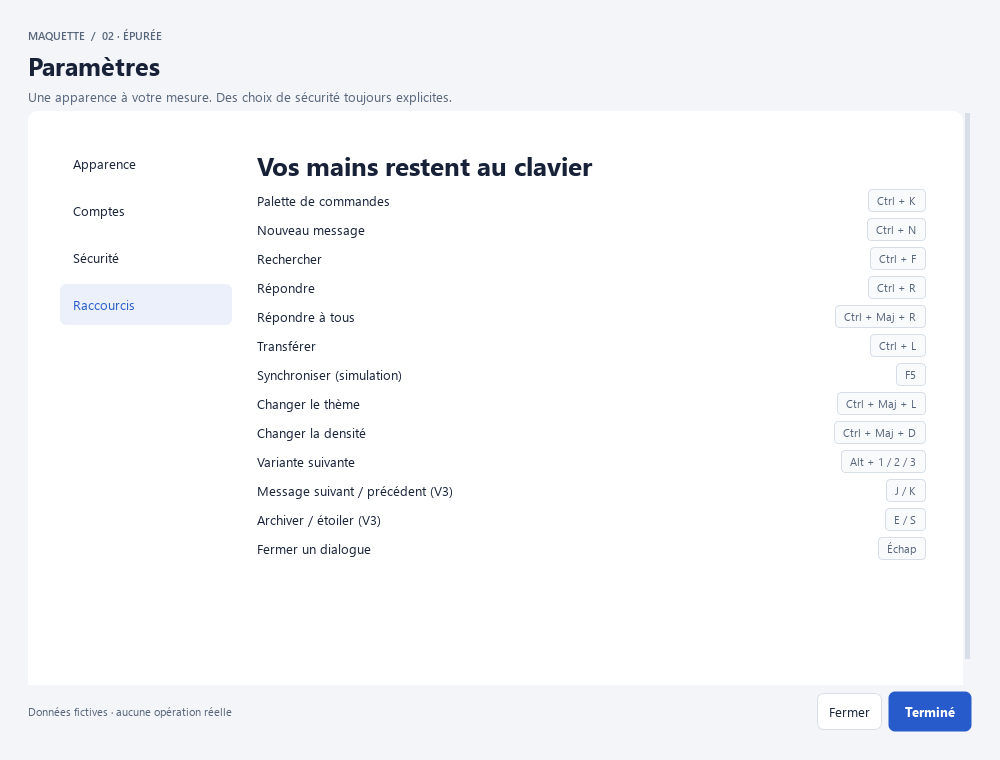 MAQUETTE / 02 · ÉPURÉE
Paramètres
Une apparence à votre mesure. Des choix de sécurité toujours explicites.
Apparence
Comptes
Sécurité
Raccourcis
Vos mains restent au clavier
Palette de commandes Ctrl + K
Nouveau message Ctrl + N
Rechercher Ctrl + F
Répondre Ctrl + R
Répondre à tous Ctrl + Maj + R
Transférer Ctrl + L
Synchroniser (simulation) F5
Changer le thème Ctrl + Maj + L
Changer la densité Ctrl + Maj + D
Variante suivante Alt + 1 / 2 / 3
Message suivant / précédent (V3) J / K
Archiver / étoiler (V3) E / S
Fermer un dialogue Échap
Données fictives · aucune opération réelle
Fermer
Terminé